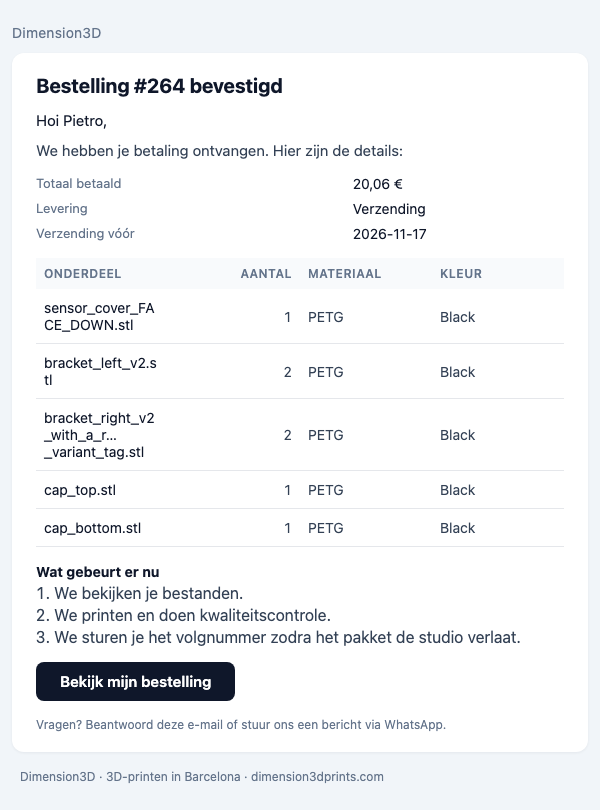 Dimension3D
Bestelling #264 bevestigd
Hoi Pietro,
We hebben je betaling ontvangen. Hier zijn de details:
Totaal betaald 20,06 €
Levering Verzending
Verzending vóór 2026-11-17
ONDERDEEL AANTAL MATERIAAL KLEUR
sensor_cover_FA
CE_DOWN.stl 1 PETG Black
bracket_left_v2.s
tl 2 PETG Black
bracket_right_v2
_with_a_r...
_variant_tag.stl 2 PETG Black
cap_top.stl 1 PETG Black
cap_bottom.stl 1 PETG Black
Wat gebeurt er nu
1. We bekijken je bestanden.
2. We printen en doen kwaliteitscontrole.
3. We sturen je het volgnummer zodra het pakket de studio verlaat.
Bekijk mijn bestelling
Vragen? Beantwoord deze e-mail of stuur ons een bericht via WhatsApp.
Dimension3D · 3D-printen in Barcelona · dimension3dprints.com